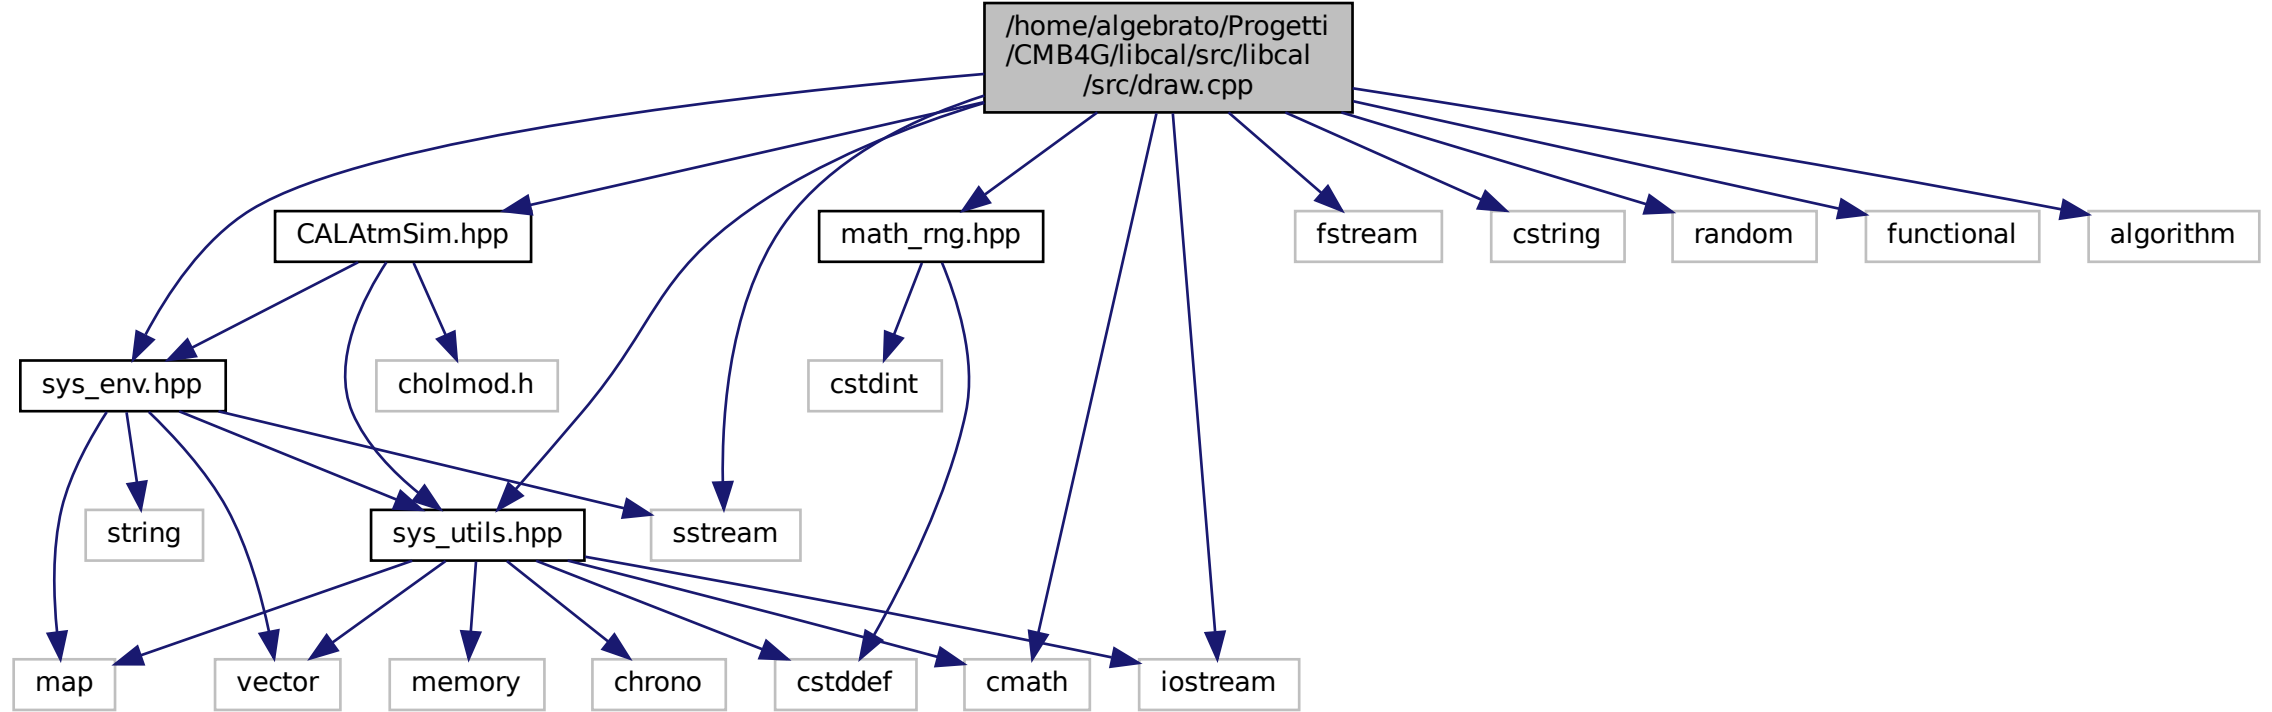 /home/algebrato/Progetti
/CMB4G/libcal/src/libcal
/src/draw.cpp
CALAtmSim.hpp
math_rng.hpp
fstream
cstring
random
functional
algorithm
sys_env.hpp
cholmod.h
cstdint
string
sys_utils.hpp
sstream
map
vector
memory
chrono
cstddef
cmath
iostream